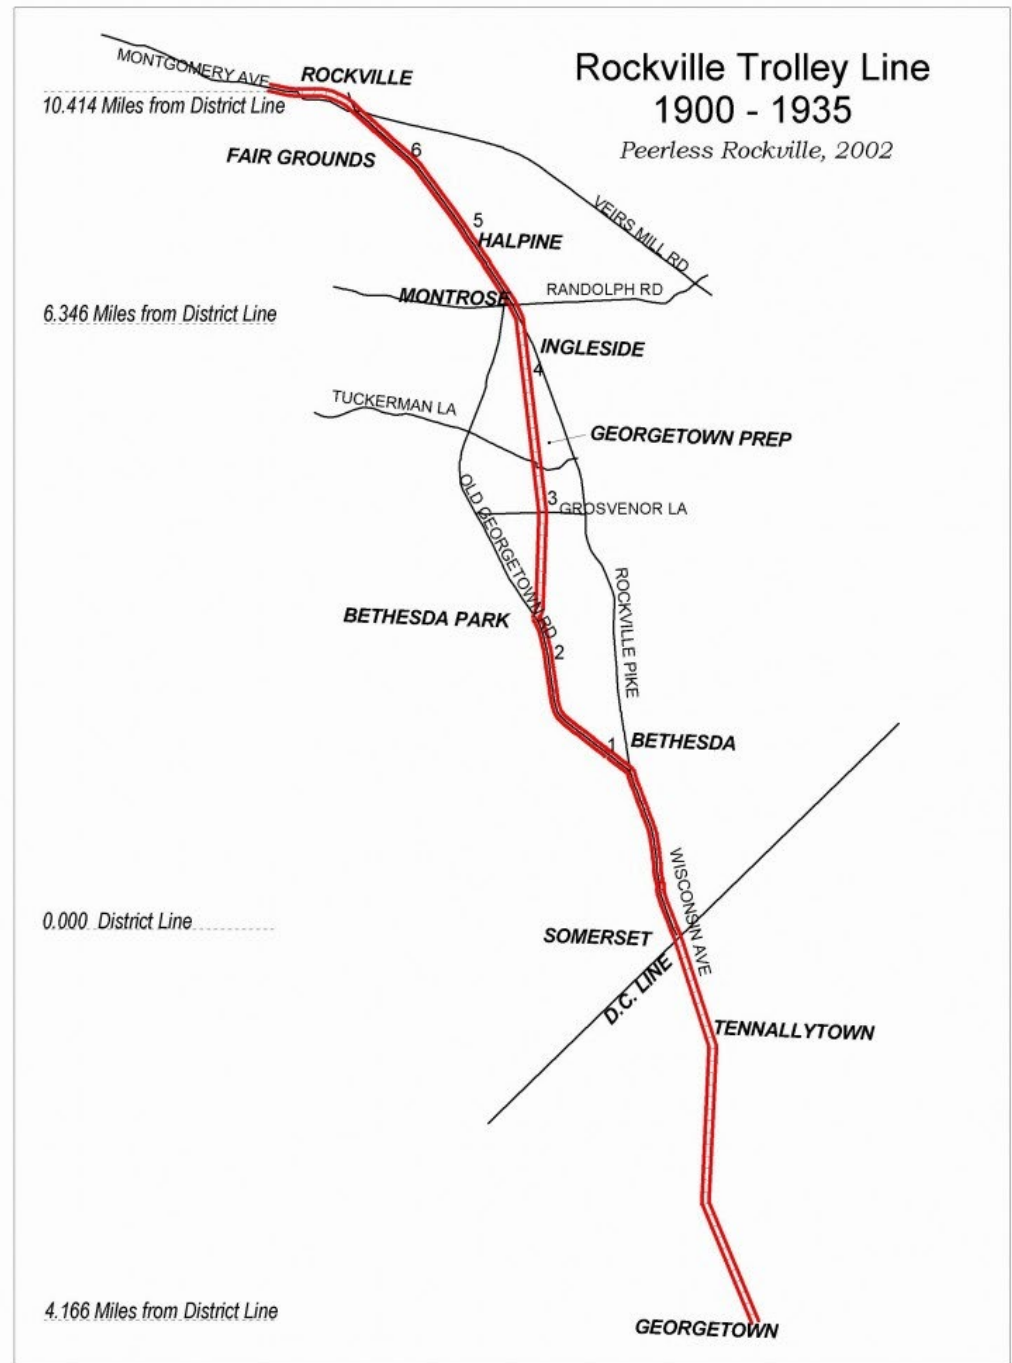 Rockville Trolley Line
1900 - 1935
Peerless Rockville, 2002
MONTGOMERY AVE
ROCKVILLE
10.414 Miles from District Line
FAIR GROUNDS
6
5
HALPINE
VEIRS MILL RD
MONTROSE
RANDOLPH RD
6.346 Miles from District Line
INGLESIDE
4
TUCKERMAN LA
GEORGETOWN PREP
3
GROSVENOR LA
OLD GEORGETOWN RD
ROCKVILLE PIKE
BETHESDA PARK
2
1
BETHESDA
WISCONSIN AVE
0.000 District Line
SOMERSET
D.C. LINE
TENNALLYTOWN
4.166 Miles from District Line
GEORGETOWN